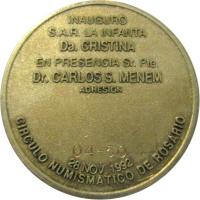 INAUGURO
S.A.R. LA INFANTA
Da. CRISTINA
EN PRESENCIA Sr. Pte.
Dr. CARLOS S. MENEM
ADHESION
28 NOV 1992
CIRCULO NUMISMATICO DE ROSARIO